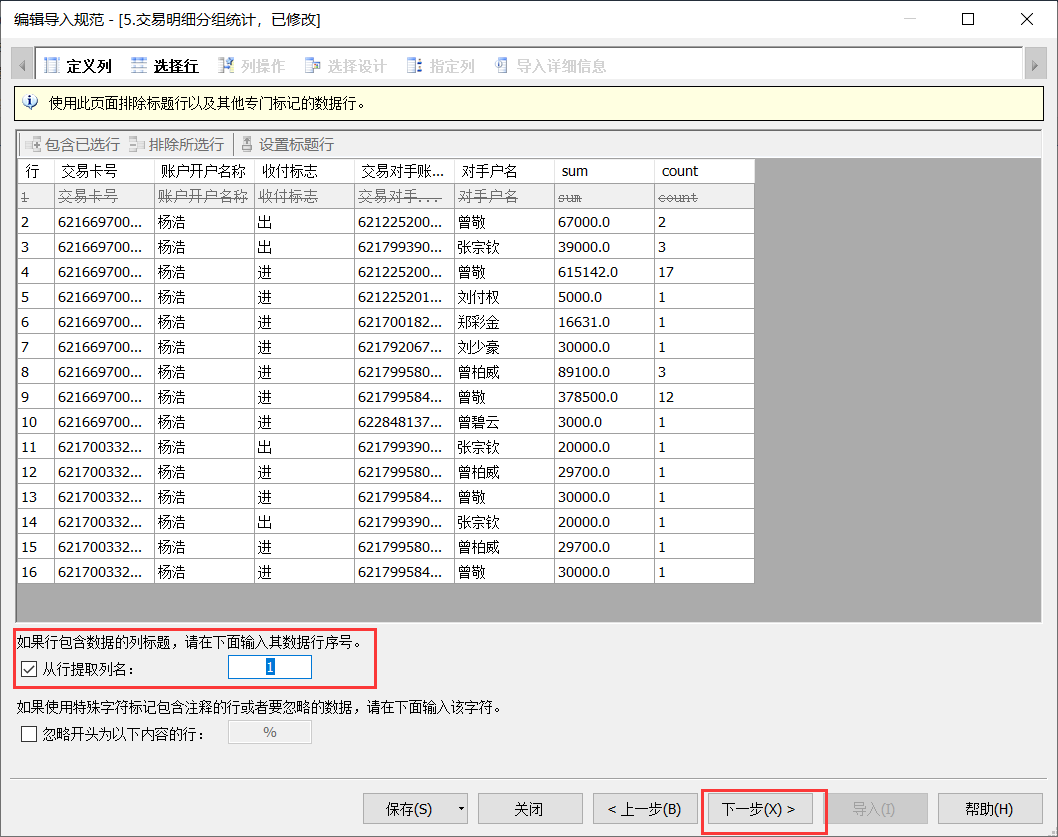 编辑导入规范 - [5.交易明细分组统计，已修改]
定义列 选择行 列操作 选择设计 指定列 导入详细信息
使用此页面排除标题行以及其他专门标记的数据行。
包含已选行 排除所选行 设置标题行
行 交易卡号 账户开户名称 收付标志 交易对手账... 对手户名 sum count
1 交易卡号 账户开户名称 收付标志 交易对手... 对手户名 sum count
2 621669700... 杨浩 出 621225200... 曾敬 67000.0 2
3 621669700... 杨浩 出 621799390... 张宗钦 39000.0 3
4 621669700... 杨浩 进 621225200... 曾敬 615142.0 17
5 621669700... 杨浩 进 621225201... 刘付权 5000.0 1
6 621669700... 杨浩 进 621700182... 郑彩金 16631.0 1
7 621669700... 杨浩 进 621792067... 刘少豪 30000.0 1
8 621669700... 杨浩 进 621799580... 曾柏威 89100.0 3
9 621669700... 杨浩 进 621799584... 曾敬 378500.0 12
10 621669700... 杨浩 进 622848137... 曾碧云 3000.0 1
11 621700332... 杨浩 出 621799390... 张宗钦 20000.0 1
12 621700332... 杨浩 进 621799580... 曾柏威 29700.0 1
13 621700332... 杨浩 进 621799584... 曾敬 30000.0 1
14 621700332... 杨浩 出 621799390... 张宗钦 20000.0 1
15 621700332... 杨浩 进 621799580... 曾柏威 29700.0 1
16 621700332... 杨浩 进 621799584... 曾敬 30000.0 1
如果行包含数据的列标题，请在下面输入其数据行序号。
从行提取列名： 1
如果使用特殊字符标记包含注释的行或者要忽略的数据，请在下面输入该字符。
忽略开头为以下内容的行： %
保存(S) 关闭 < 上一步(B) 下一步(X) > 导入(I) 帮助(H)